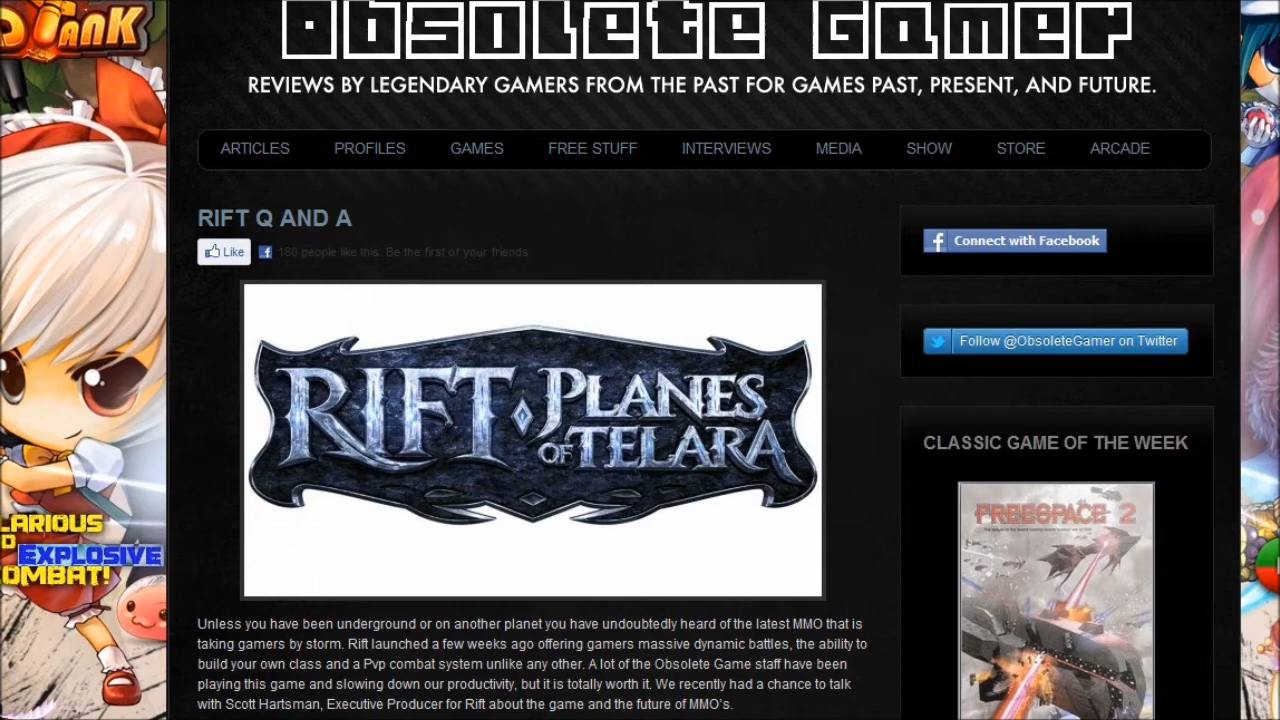 Obsolete Gamer
REVIEWS BY LEGENDARY GAMERS FROM THE PAST FOR GAMES PAST, PRESENT, AND FUTURE.
ARTICLES PROFILES GAMES FREE STUFF INTERVIEWS MEDIA SHOW STORE ARCADE
RIFT Q AND A
Like 180 people like this. Be the first of your friends.
RIFT PLANES OF TELARA
Unless you have been underground or on another planet you have undoubtedly heard of the latest MMO that is
taking gamers by storm. Rift launched a few weeks ago offering gamers massive dynamic battles, the ability to
build your own class and a Pvp combat system unlike any other. A lot of the Obsolete Game staff have been
playing this game and slowing down our productivity, but it is totally worth it. We recently had a chance to talk
with Scott Hartsman, Executive Producer for Rift about the game and the future of MMO's.
Connect with Facebook
Follow @ObsoleteGamer on Twitter
CLASSIC GAME OF THE WEEK
FREESPACE 2
TANK
EXPLOSIVE